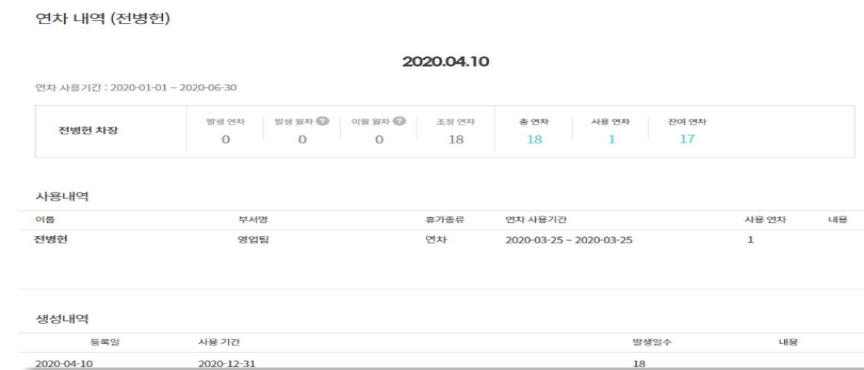 연차 내역 (전병헌)
2020.04.10
연차 사용기간 : 2020-01-01 ~ 2020-06-30
발생 연차 발생 월차 ? 이월 월차 ? 조정 연차 총 연차 사용 연차 잔여 연차
전병헌 차장 0 0 0 18 18 1 17
사용내역
이름 부서명 휴가종류 연차 사용기간 사용 연차 내용
전병헌 영업팀 연차 2020-03-25 ~ 2020-03-25 1
생성내역
등록일 사용 기간 발생일수 내용
2020-04-10 2020-12-31 18